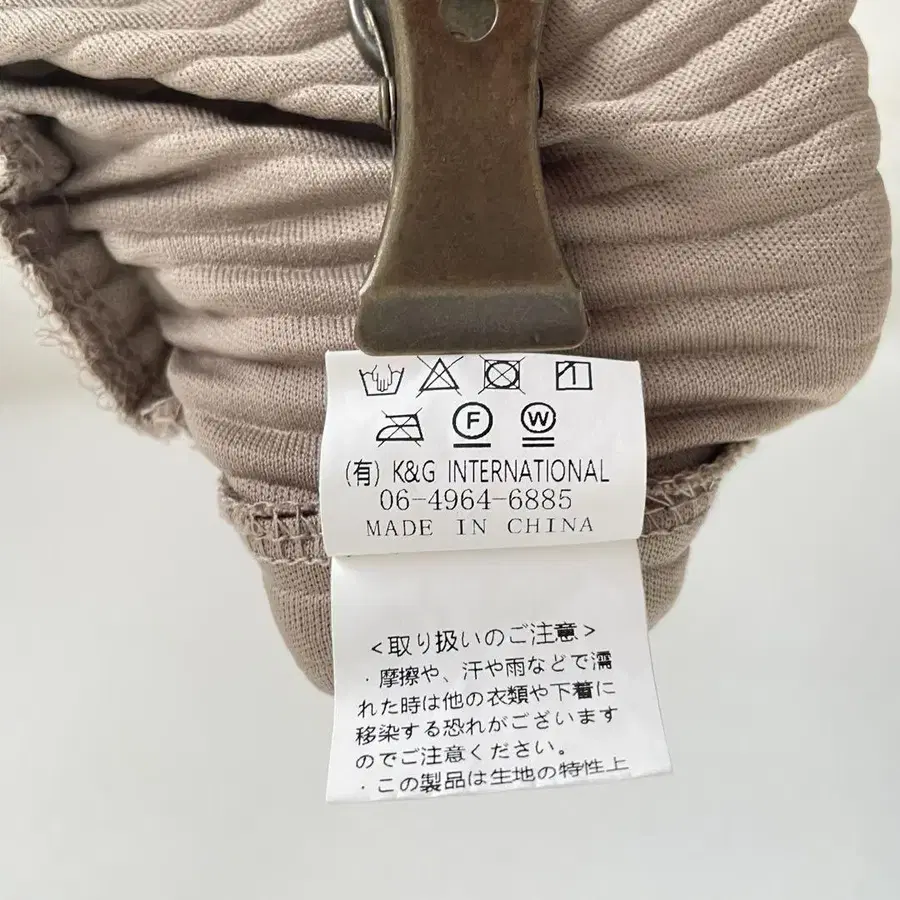 F W
(有) K&G INTERNATIONAL
06-4964-6885
MADE IN CHINA
<取り扱いのご注意>
・摩擦や、汗や雨などで濡
れた時は他の衣類や下着に
移染する恐れがございます
のでご注意ください。
・この製品は生地の特性上